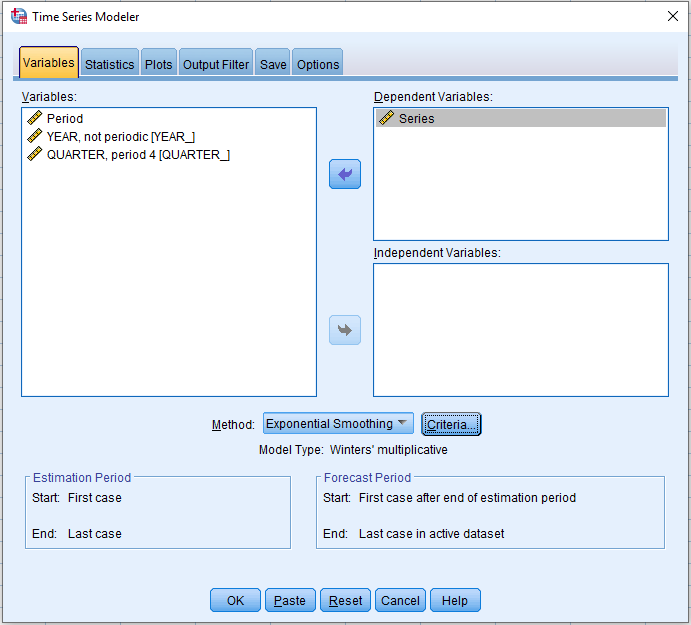 Time Series Modeler
Variables Statistics Plots Output Filter Save Options
Variables:
Period
YEAR, not periodic [YEAR_]
QUARTER, period 4 [QUARTER_]
Dependent Variables:
Series
Independent Variables:
Method: Exponential Smoothing Criteria...
Model Type: Winters' multiplicative
Estimation Period
Start: First case
End: Last case
Forecast Period
Start: First case after end of estimation period
End: Last case in active dataset
OK Paste Reset Cancel Help